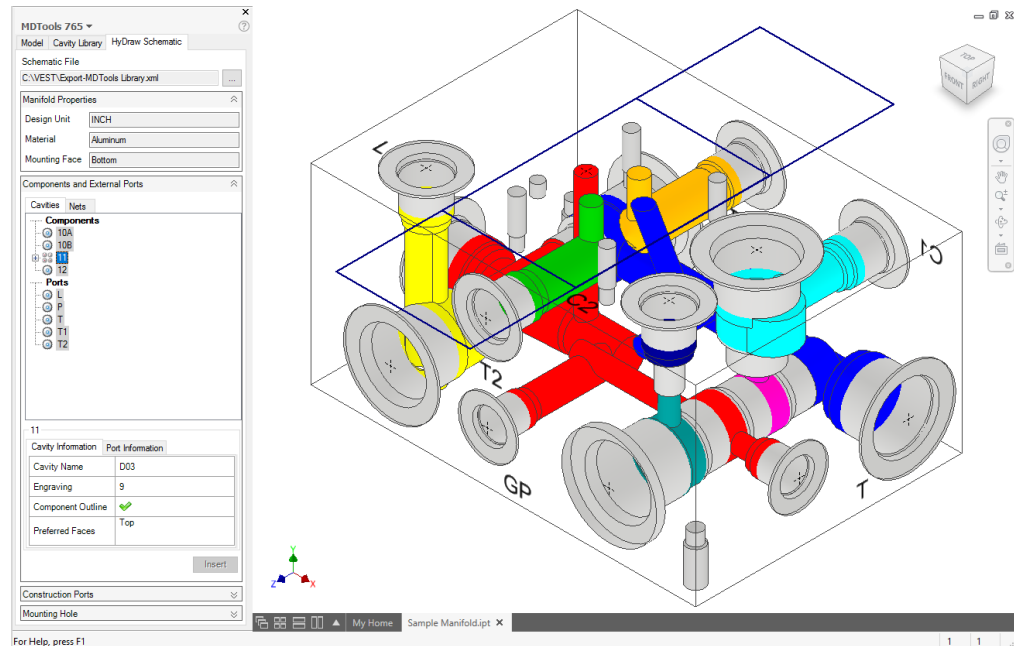 MDTools 765
Model Cavity Library HyDraw Schematic
Schematic File
C:\VEST\Export-MDTools Library.xml ...
Manifold Properties
Design Unit INCH
Material Aluminum
Mounting Face Bottom
Components and External Ports
Cavities Nets
Components
10A
10B
11
12
Ports
L
P
T
T1
T2
11
Cavity Information Port Information
Cavity Name D03
Engraving 9
Component Outline
Preferred Faces Top
Insert
Construction Ports
Mounting Hole
For Help, press F1
L
C1
C2
T2
GP
T
TOP
FRONT RIGHT
Y
Z X
My Home Sample Manifold.ipt
1 1